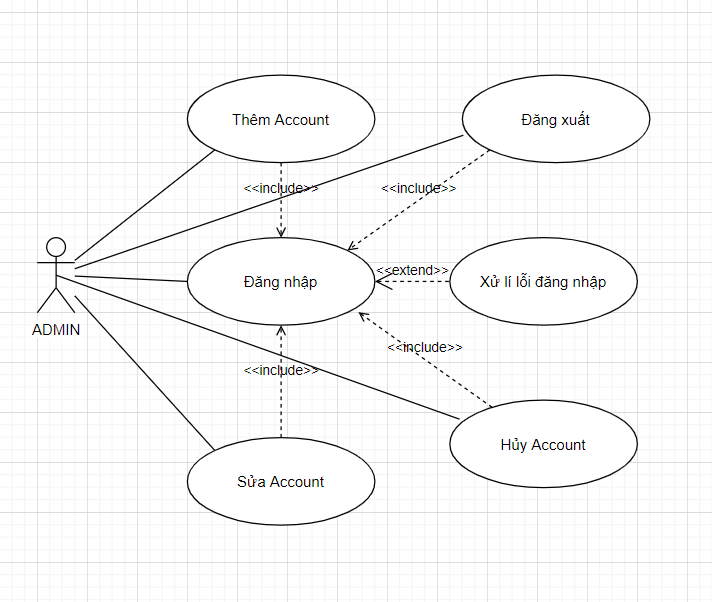 Thêm Account
Đăng xuất
<<include>>
<<include>>
Đăng nhập
<<extend>>
Xử lí lỗi đăng nhập
ADMIN
<<include>>
<<include>>
Hủy Account
Sửa Account